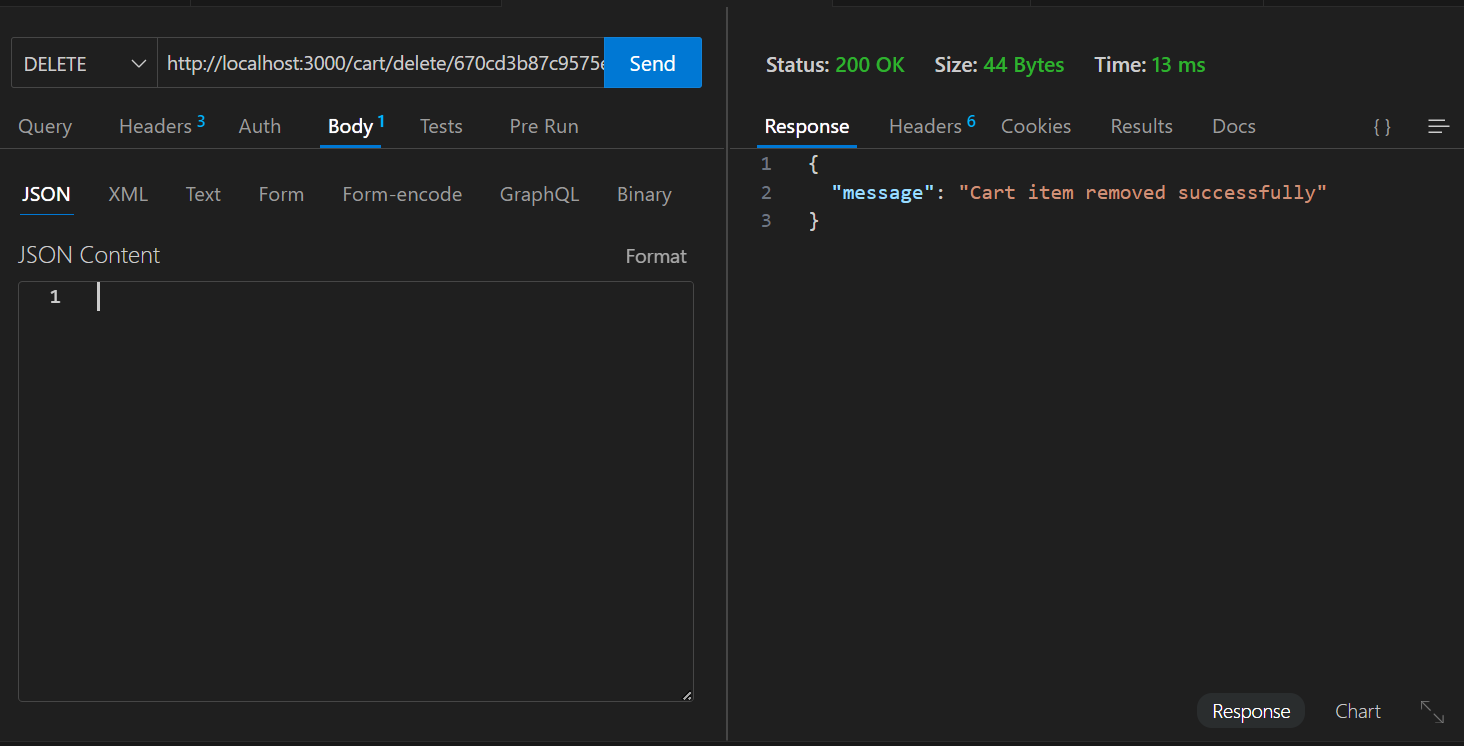 DELETE http://localhost:3000/cart/delete/670cd3b87c9575e Send
Query Headers 3 Auth Body 1 Tests Pre Run
JSON XML Text Form Form-encode GraphQL Binary
JSON Content Format
1
Status: 200 OK Size: 44 Bytes Time: 13 ms
Response Headers 6 Cookies Results Docs { }
1 {
2 "message": "Cart item removed successfully"
3 }
Response Chart